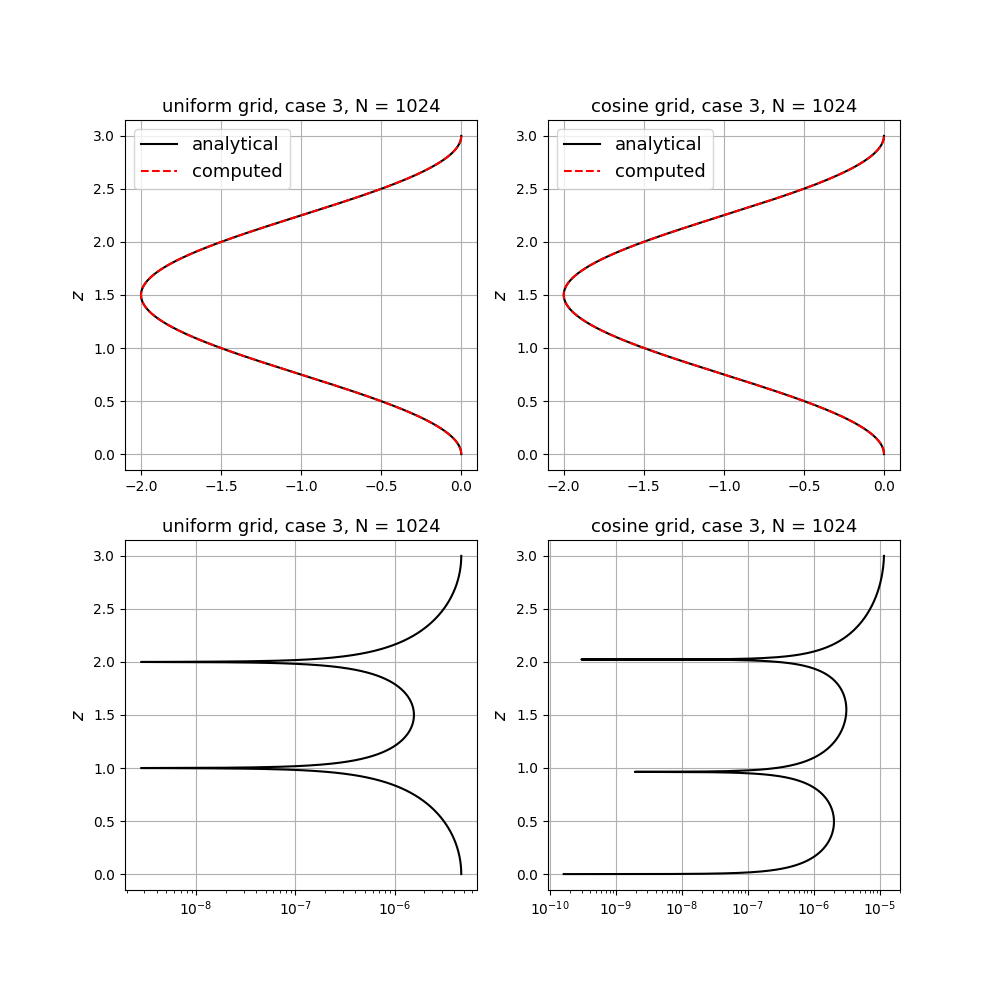 uniform grid, case 3, N = 1024
analytical
computed
z
3.0
2.5
2.0
1.5
1.0
0.5
0.0
−2.0 −1.5 −1.0 −0.5 0.0
cosine grid, case 3, N = 1024
analytical
computed
z
3.0
2.5
2.0
1.5
1.0
0.5
0.0
−2.0 −1.5 −1.0 −0.5 0.0
uniform grid, case 3, N = 1024
z
3.0
2.5
2.0
1.5
1.0
0.5
0.0
10⁻⁸ 10⁻⁷ 10⁻⁶
cosine grid, case 3, N = 1024
z
3.0
2.5
2.0
1.5
1.0
0.5
0.0
10⁻¹⁰ 10⁻⁹ 10⁻⁸ 10⁻⁷ 10⁻⁶ 10⁻⁵